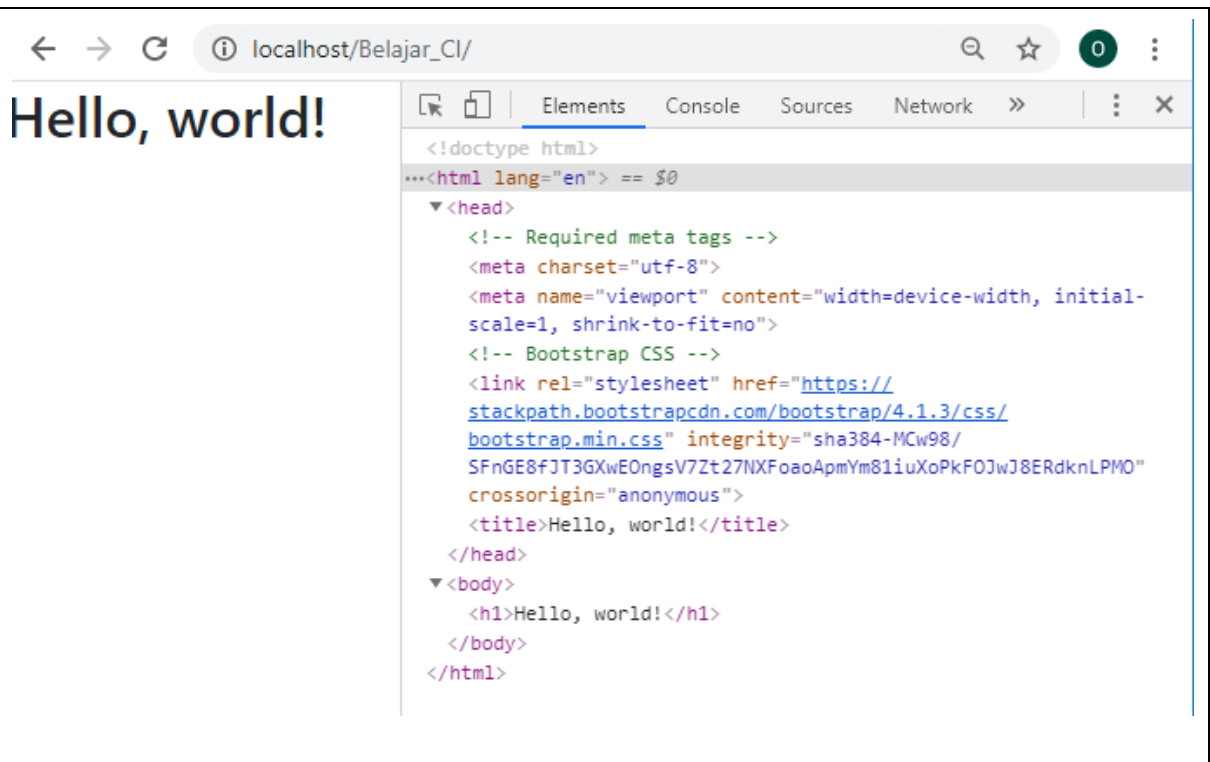 localhost/Belajar_CI/
O
Hello, world!
Elements Console Sources Network »
<!doctype html>
•••<html lang="en"> == $0
▼<head>
<!-- Required meta tags -->
<meta charset="utf-8">
<meta name="viewport" content="width=device-width, initial-
scale=1, shrink-to-fit=no">
<!-- Bootstrap CSS -->
<link rel="stylesheet" href="https://
stackpath.bootstrapcdn.com/bootstrap/4.1.3/css/
bootstrap.min.css" integrity="sha384-MCw98/
SFnGE8fJT3GXwEOngsV7Zt27NXFoaoApmYm81iuXoPkFOJwJ8ERdknLPMO"
crossorigin="anonymous">
<title>Hello, world!</title>
</head>
▼<body>
<h1>Hello, world!</h1>
</body>
</html>